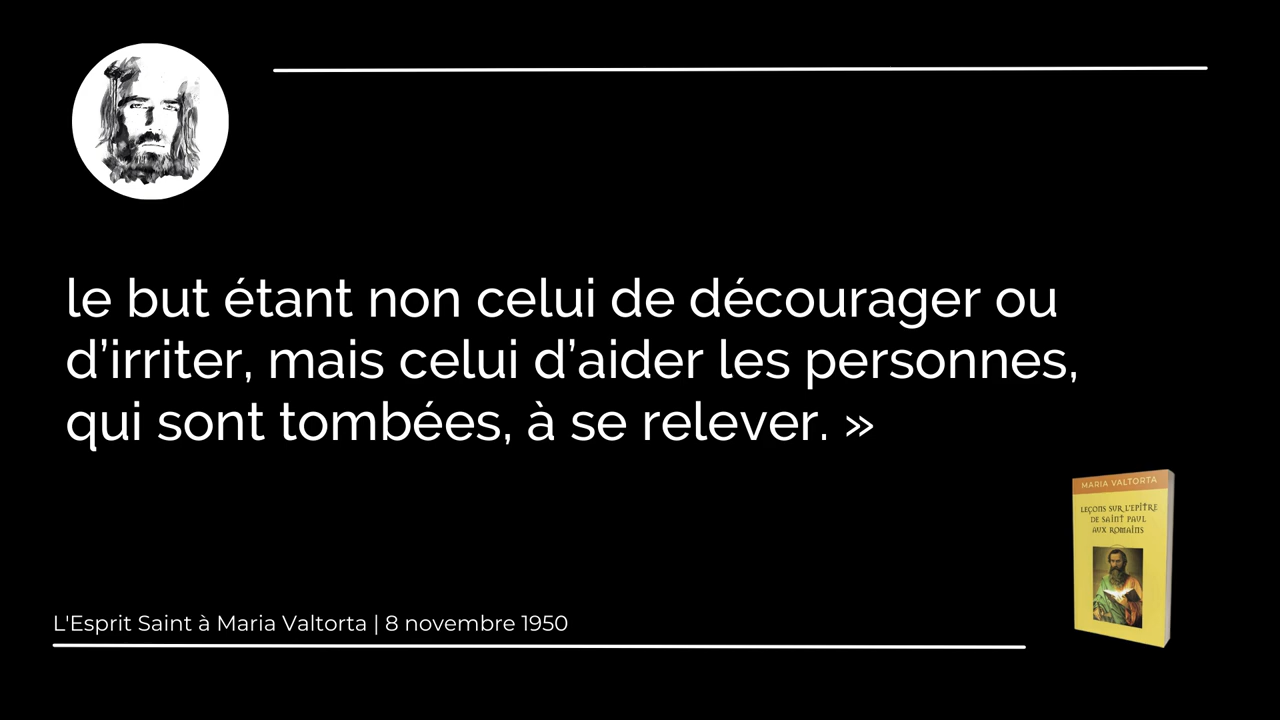 le but étant non celui de décourager ou
d’irriter, mais celui d’aider les personnes,
qui sont tombées, à se relever. »
MARIA VALTORTA
LEÇONS SUR L'EPÎTRE
DE SAINT PAUL
AUX ROMAINS
L'Esprit Saint à Maria Valtorta | 8 novembre 1950